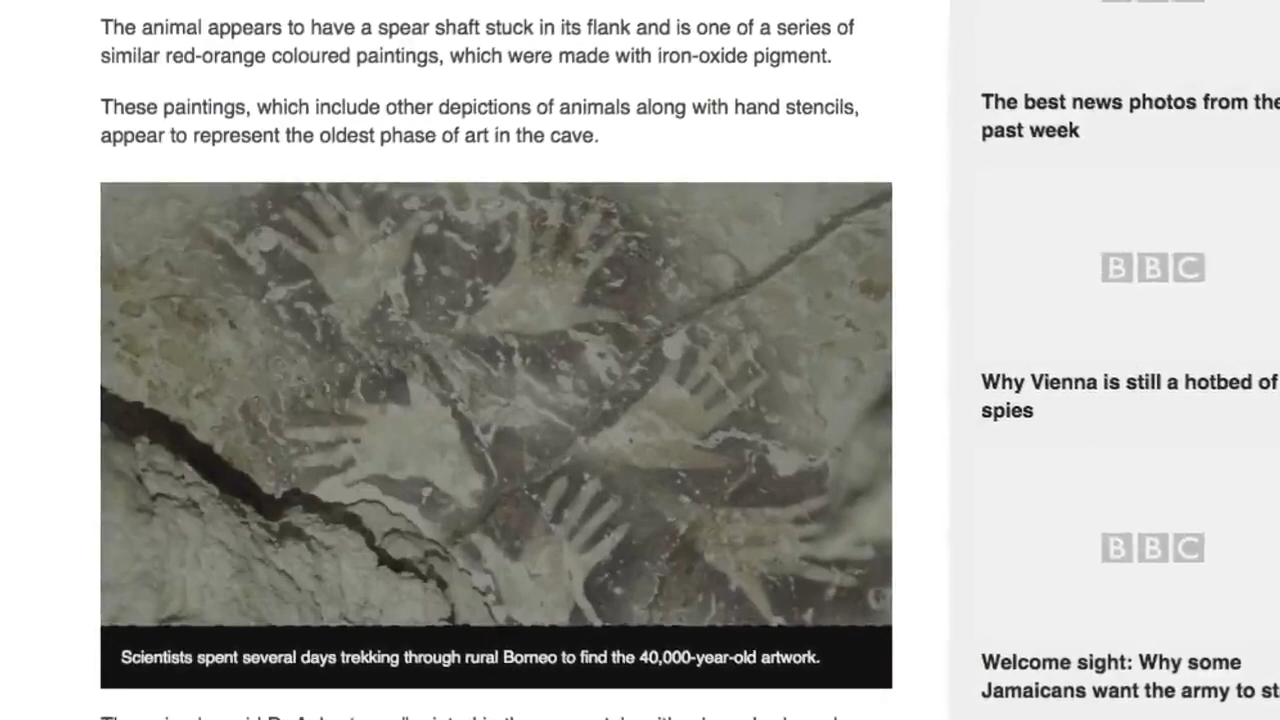 The animal appears to have a spear shaft stuck in its flank and is one of a series of
similar red-orange coloured paintings, which were made with iron-oxide pigment.
These paintings, which include other depictions of animals along with hand stencils,
appear to represent the oldest phase of art in the cave.
Scientists spent several days trekking through rural Borneo to find the 40,000-year-old artwork.
The best news photos from the
past week
BBC
Why Vienna is still a hotbed of
spies
BBC
Welcome sight: Why some
Jamaicans want the army to